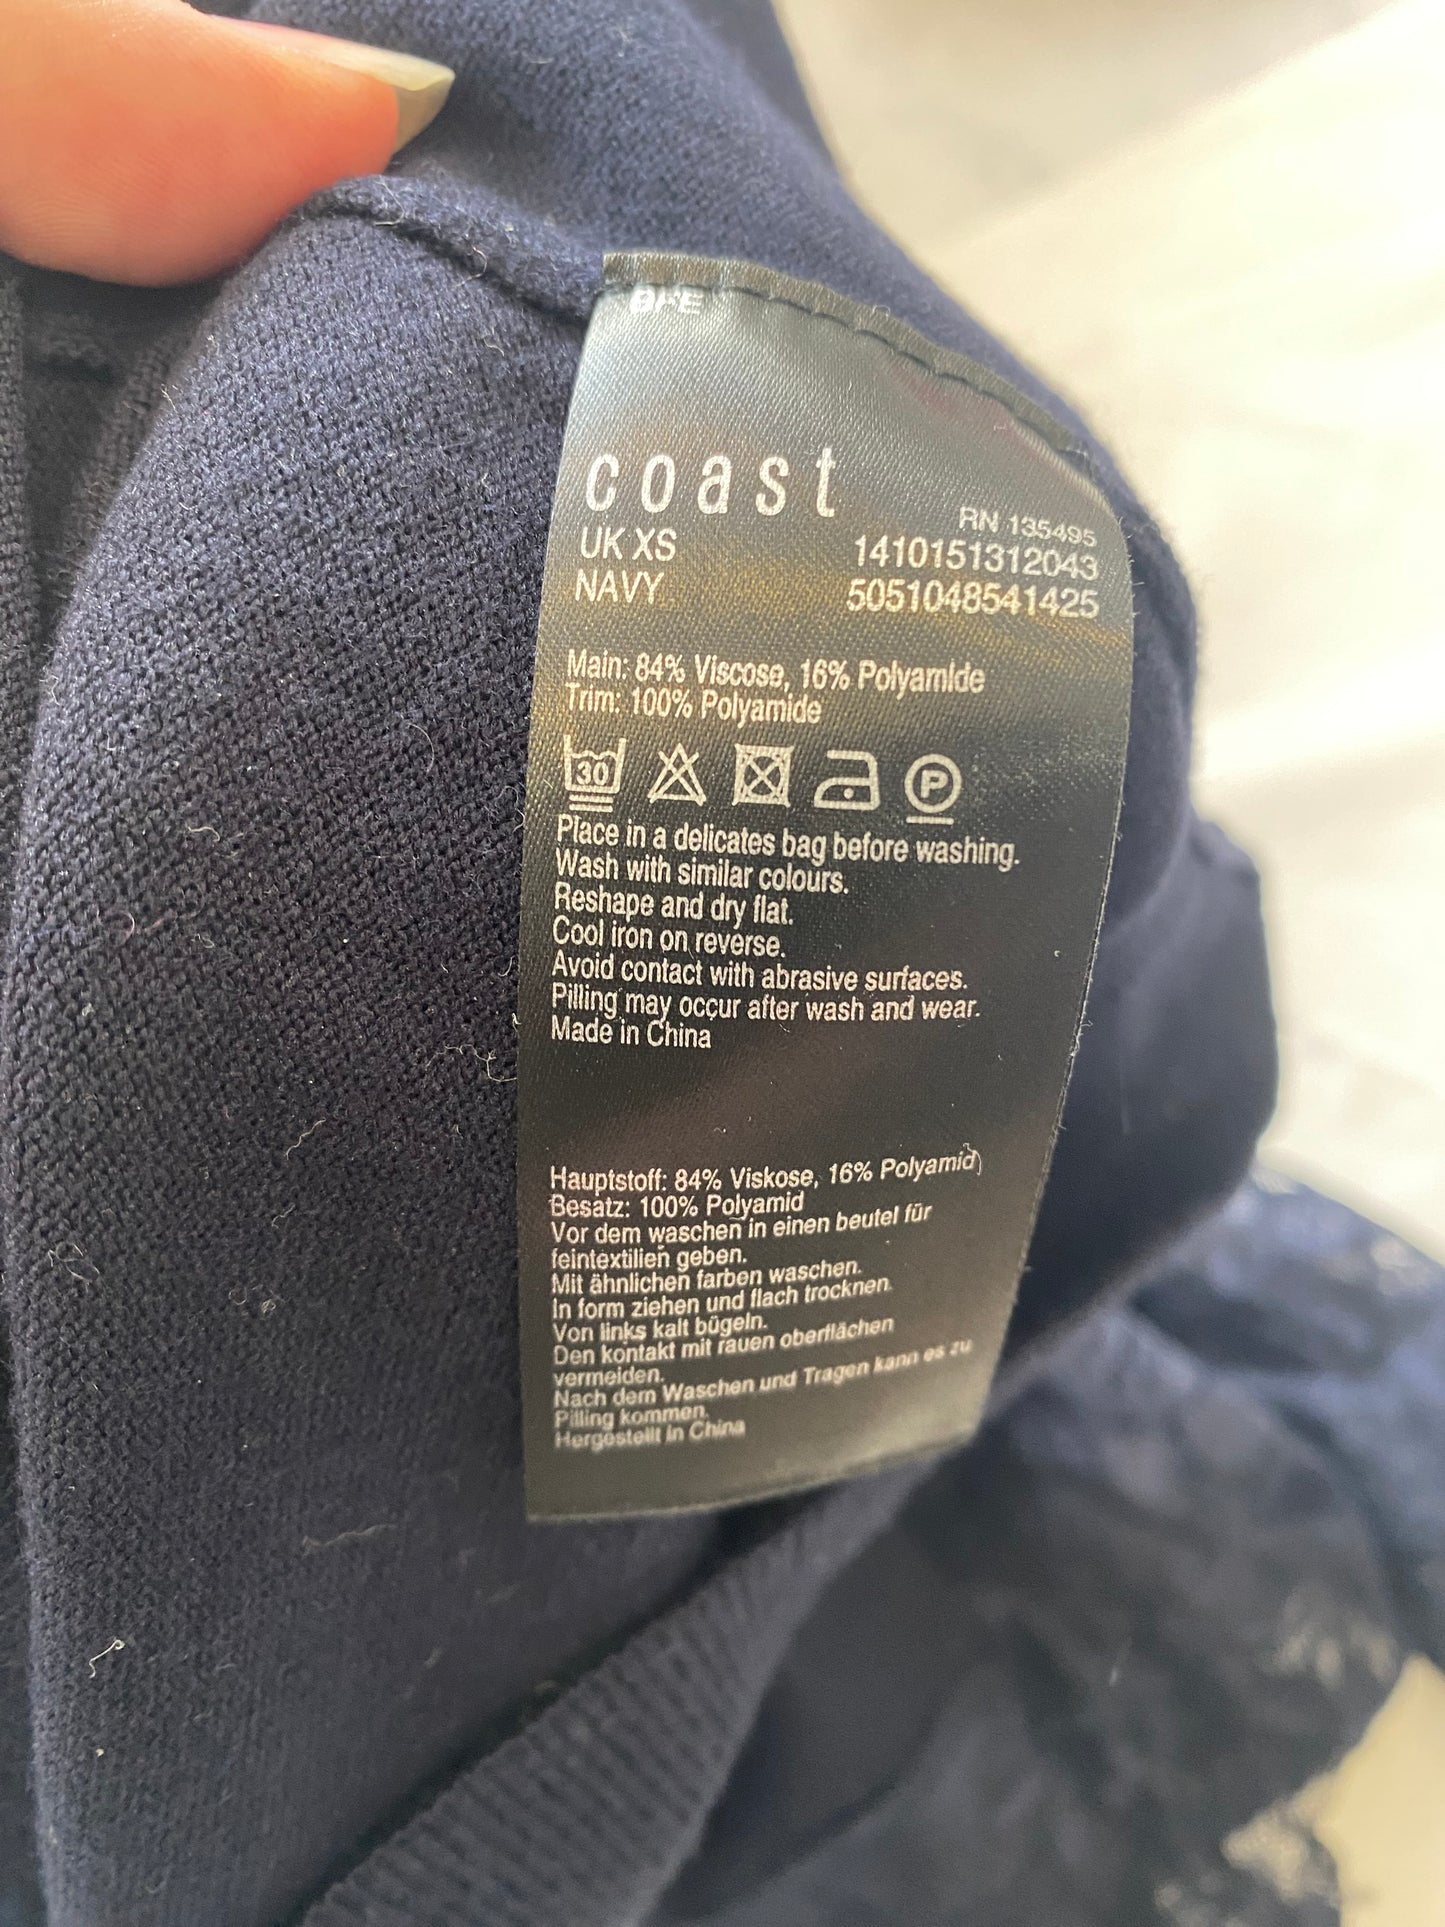 coast
RN 135495
UK XS 1410151312043
NAVY 5051048541425
Main: 84% Viscose, 16% Polyamide
Trim: 100% Polyamide
30 P
Place in a delicates bag before washing.
Wash with similar colours.
Reshape and dry flat.
Cool iron on reverse.
Avoid contact with abrasive surfaces.
Pilling may occur after wash and wear.
Made in China
Hauptstoff: 84% Viskose, 16% Polyamid
Besatz: 100% Polyamid
Vor dem waschen in einen beutel für
feintextilien geben.
Mit ähnlichen farben waschen.
In form ziehen und flach trocknen.
Von links kalt bügeln.
Den kontakt mit rauen oberflächen
vermeiden.
Nach dem Waschen und Tragen kann es zu
Pilling kommen.
Hergestellt in China